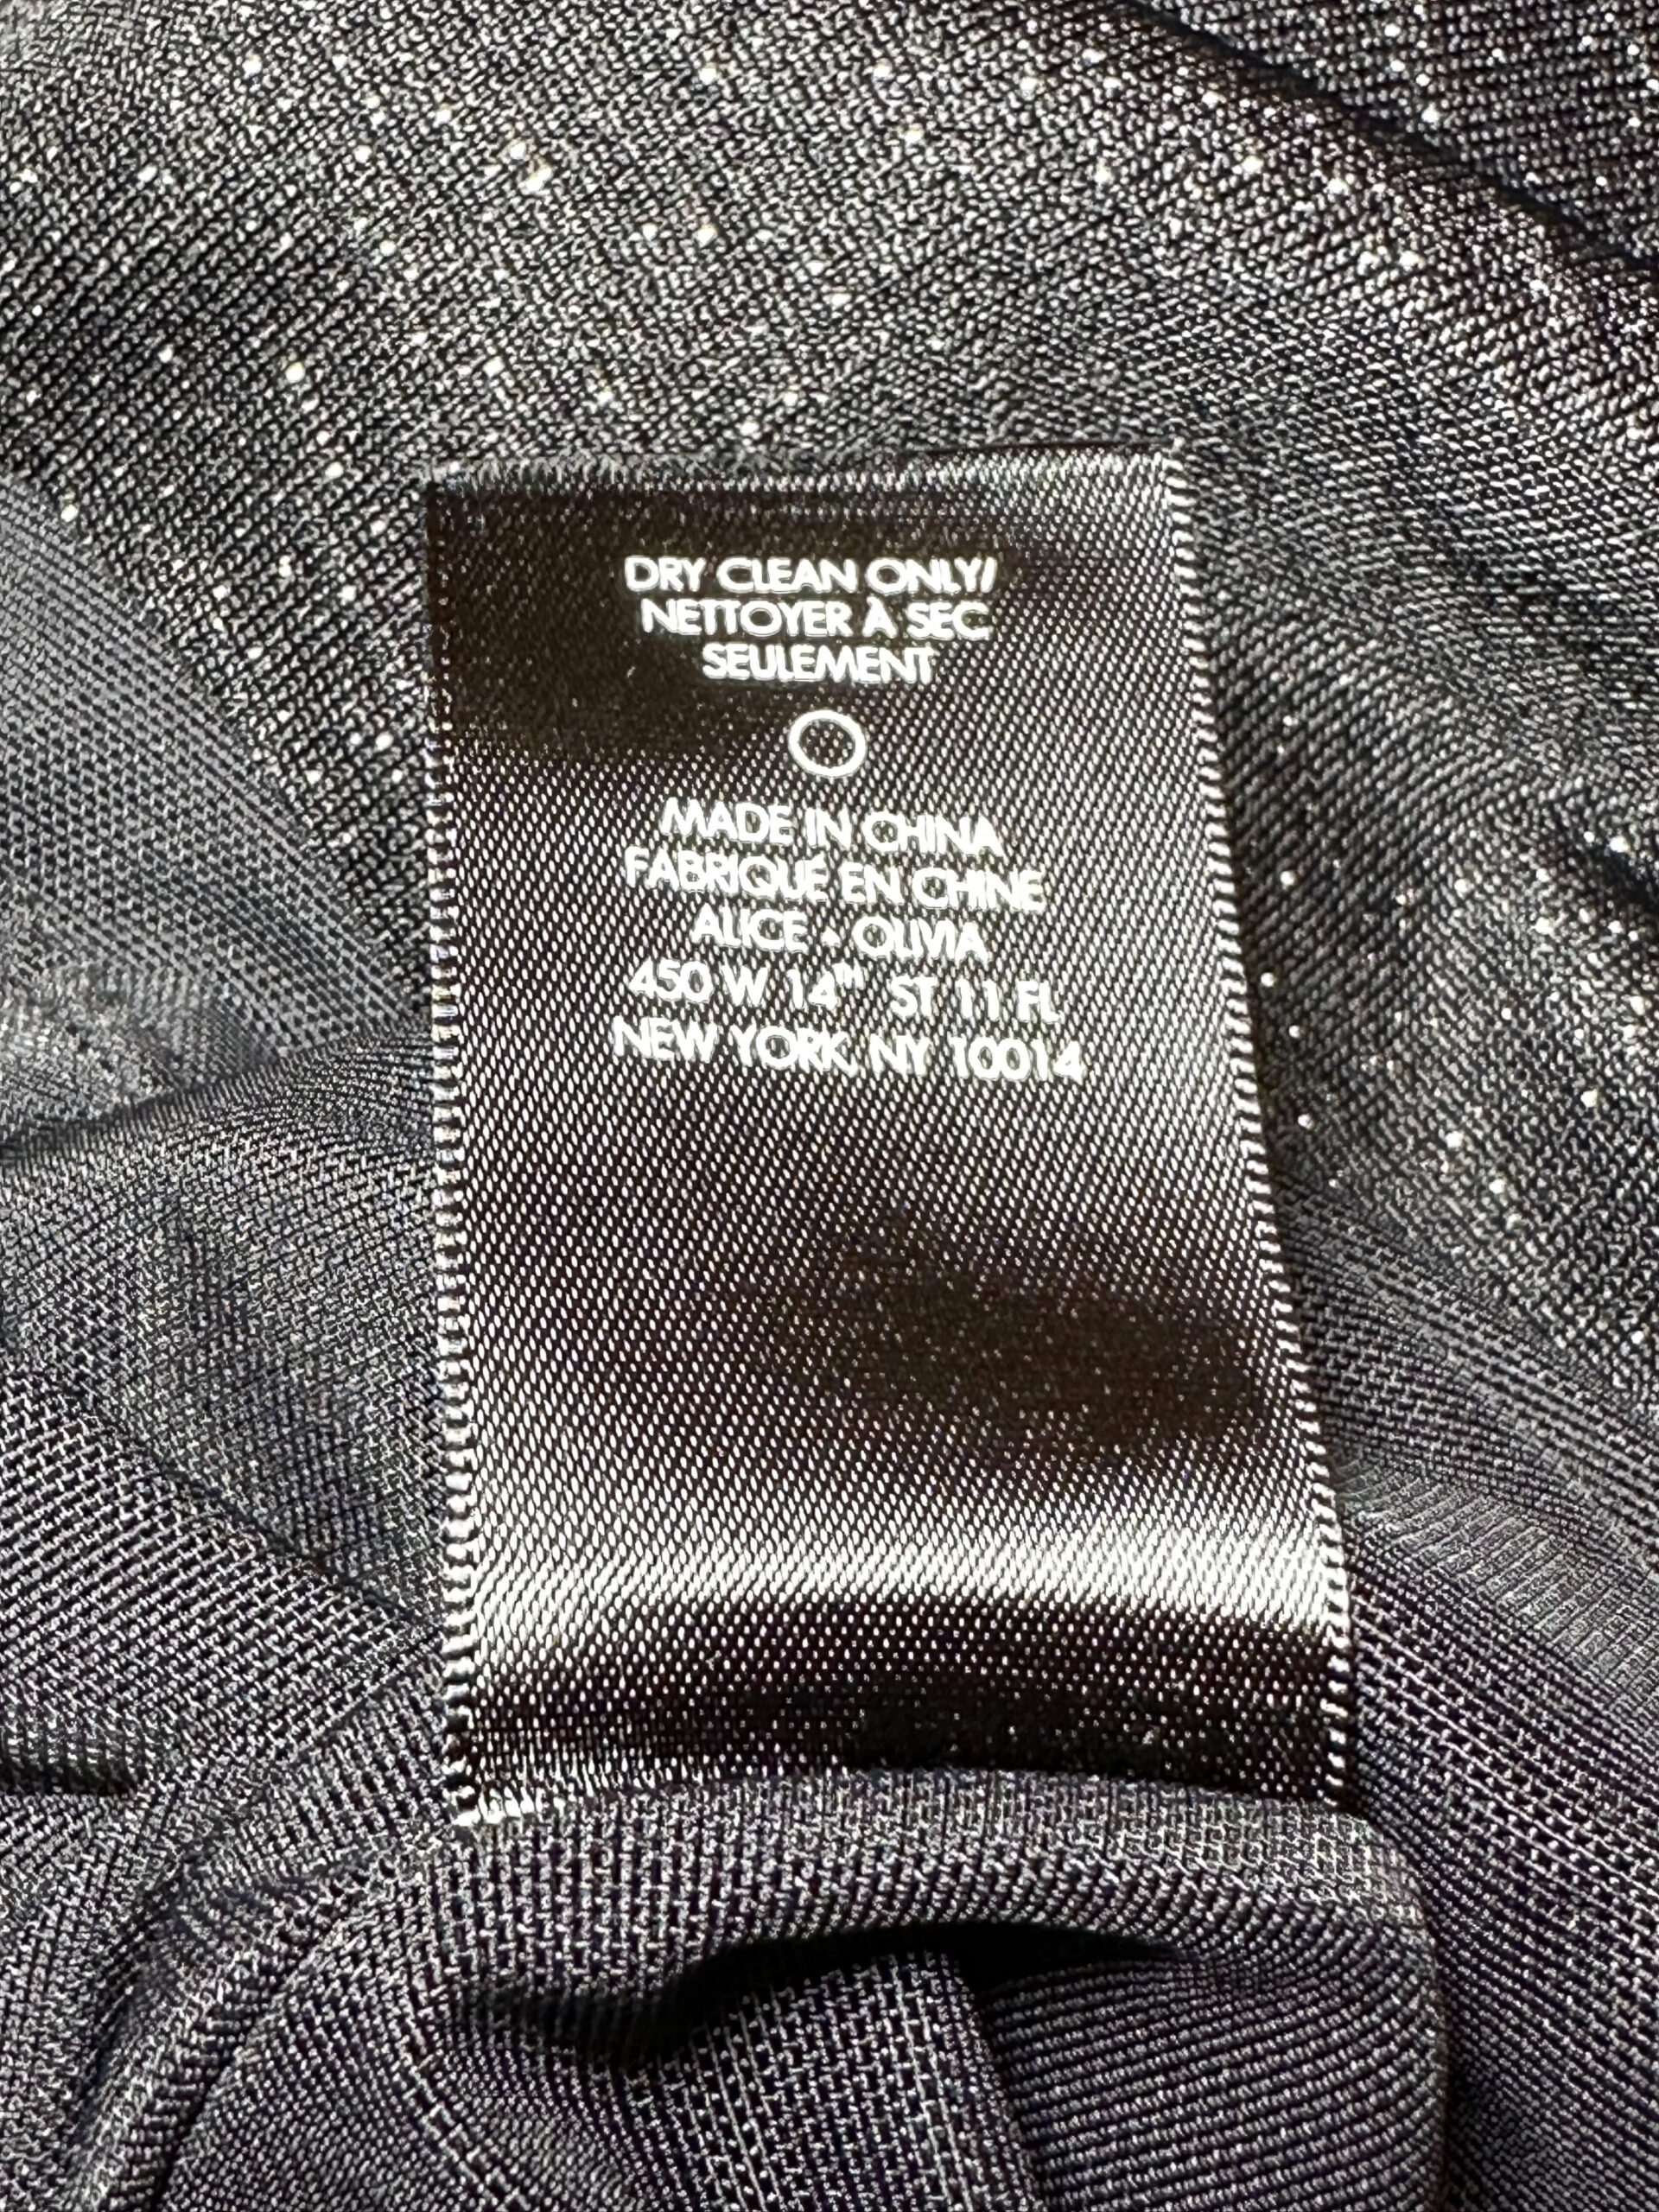 DRY CLEAN ONLY/
NETTOYER À SEC
SEULEMENT
MADE IN CHINA
FABRIQUÉ EN CHINE
ALICE + OLIVIA
450 W 14TH ST 11 FL
NEW YORK, NY 10014